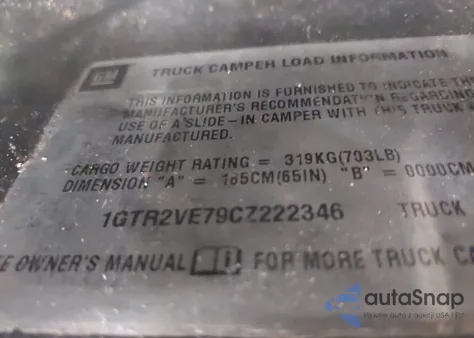 GM
TRUCK CAMPER LOAD INFORMATION
THIS INFORMATION IS FURNISHED TO INDICATE THE
MANUFACTURER'S RECOMMENDATION REGARDING
USE OF A SLIDE-IN CAMPER WITH THIS TRUCK
MANUFACTURED.
CARGO WEIGHT RATING = 319KG(703LB)
DIMENSION "A" = 165CM(65IN) "B" = 0000CM
1GTR2VE79CZ222346 TRUCK
OWNER'S MANUAL FOR MORE TRUCK CA
autoSnap